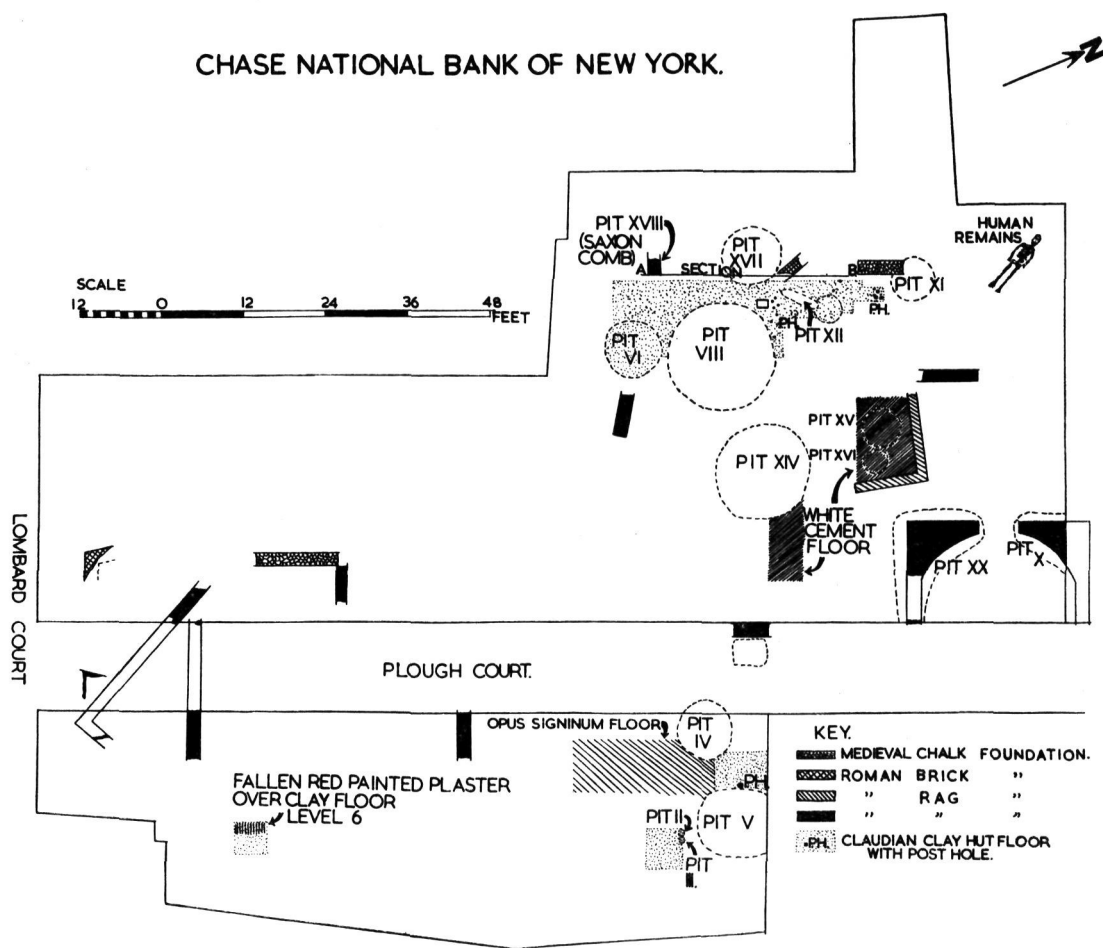 CHASE NATIONAL BANK OF NEW YORK.
N
SCALE
12 0 12 24 36 48
FEET
PIT XVIII
(SAXON
COMB)
PIT
XVII
HUMAN
REMAINS
A SECTION B
PIT XI
P.H.
PIT
VI
PIT
VIII
P.H.
PIT XII
PIT XV
PIT XVI
PIT XIV
WHITE
CEMENT
FLOOR
PIT XX
PIT X
LOMBARD COURT
PLOUGH COURT.
OPUS SIGNINUM FLOOR
PIT
IV
PH
FALLEN RED PAINTED PLASTER
OVER CLAY FLOOR
LEVEL 6
PIT II
PIT V
PIT
I.
KEY.
MEDIEVAL CHALK FOUNDATION.
ROMAN BRICK "
" RAG "
" " "
.PH. CLAUDIAN CLAY HUT FLOOR
WITH POST HOLE.